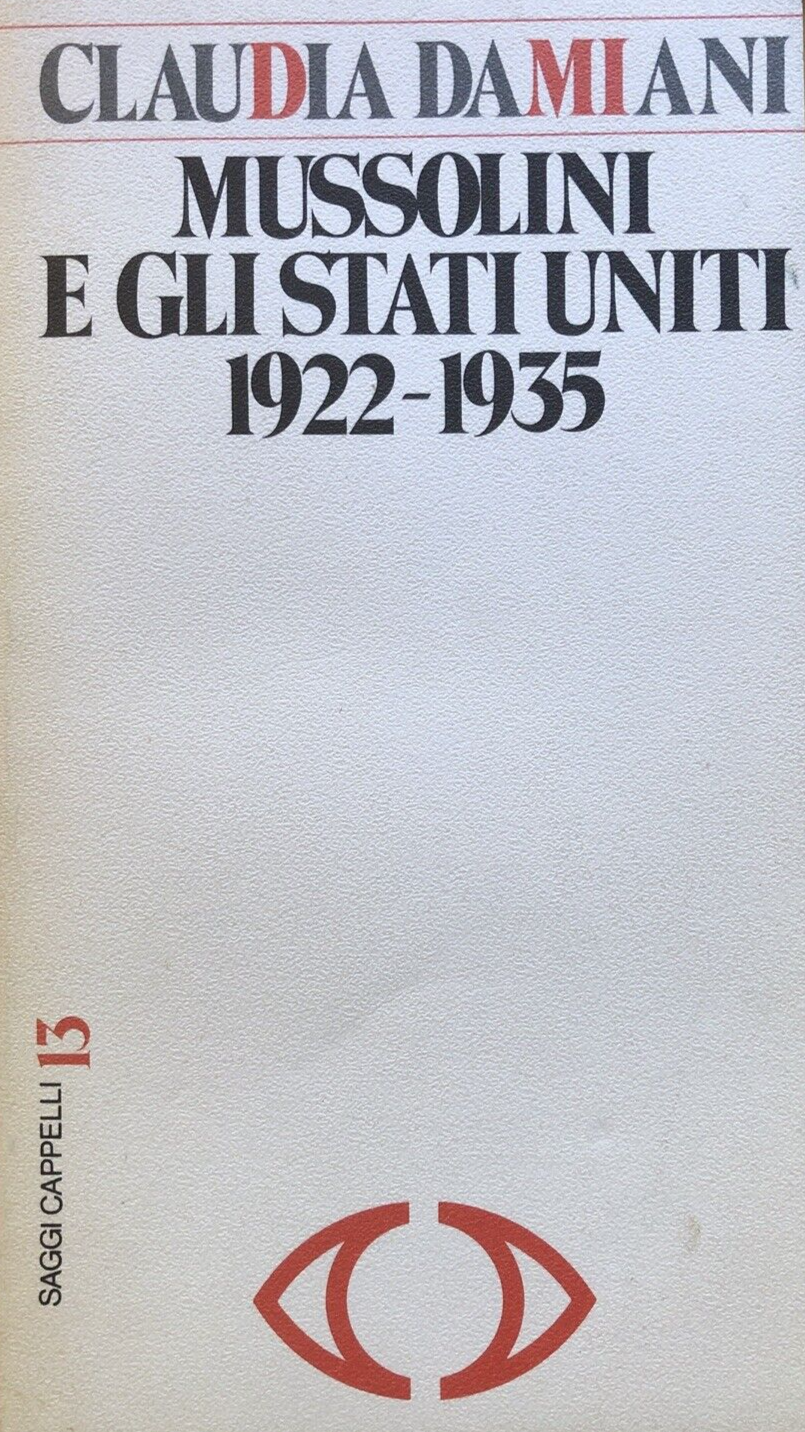 CLAUDIA DAMIANI
MUSSOLINI
E GLI STATI UNITI
1922-1935
SAGGI CAPPELLI 13